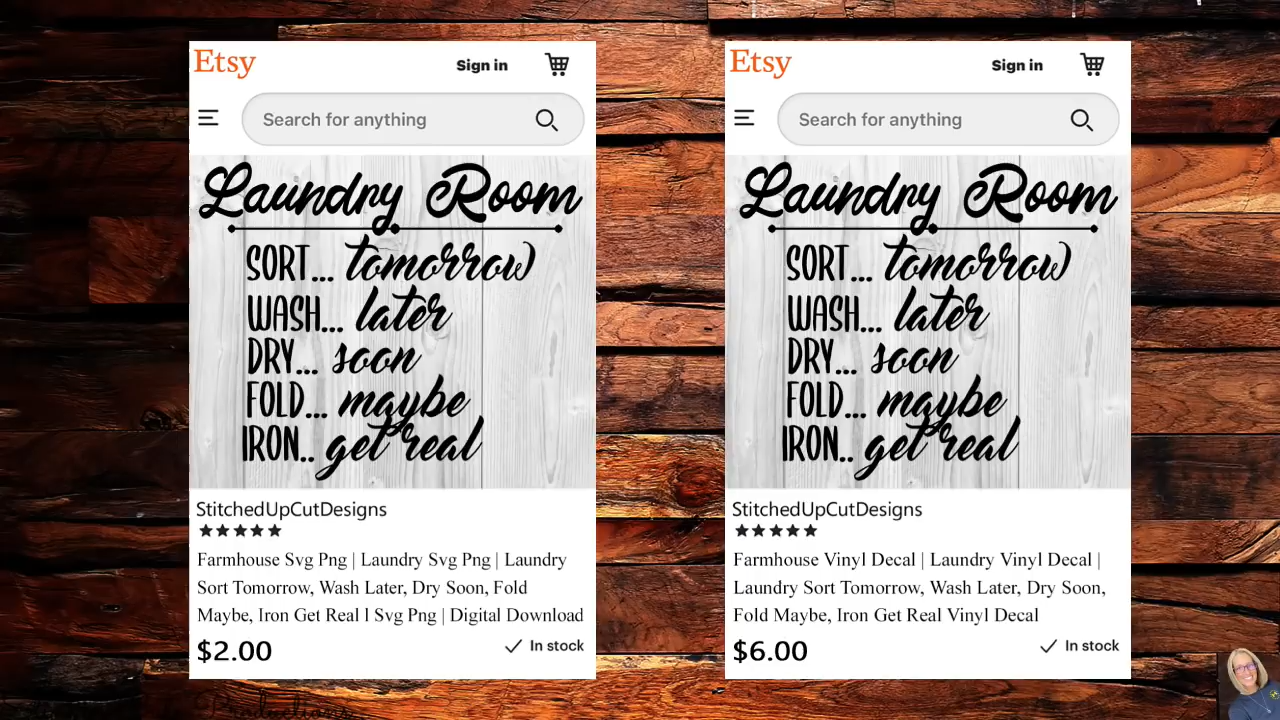 Etsy
Sign in
Search for anything
Laundry Room
SORT... tomorrow
WASH... later
DRY... soon
FOLD... maybe
IRON.. get real
StitchedUpCutDesigns
Farmhouse Svg Png | Laundry Svg Png | Laundry
Sort Tomorrow, Wash Later, Dry Soon, Fold
Maybe, Iron Get Real l Svg Png | Digital Download
$2.00
In stock
Etsy
Sign in
Search for anything
Laundry Room
SORT... tomorrow
WASH... later
DRY... soon
FOLD... maybe
IRON.. get real
StitchedUpCutDesigns
Farmhouse Vinyl Decal | Laundry Vinyl Decal |
Laundry Sort Tomorrow, Wash Later, Dry Soon,
Fold Maybe, Iron Get Real Vinyl Decal
$6.00
In stock
Productions